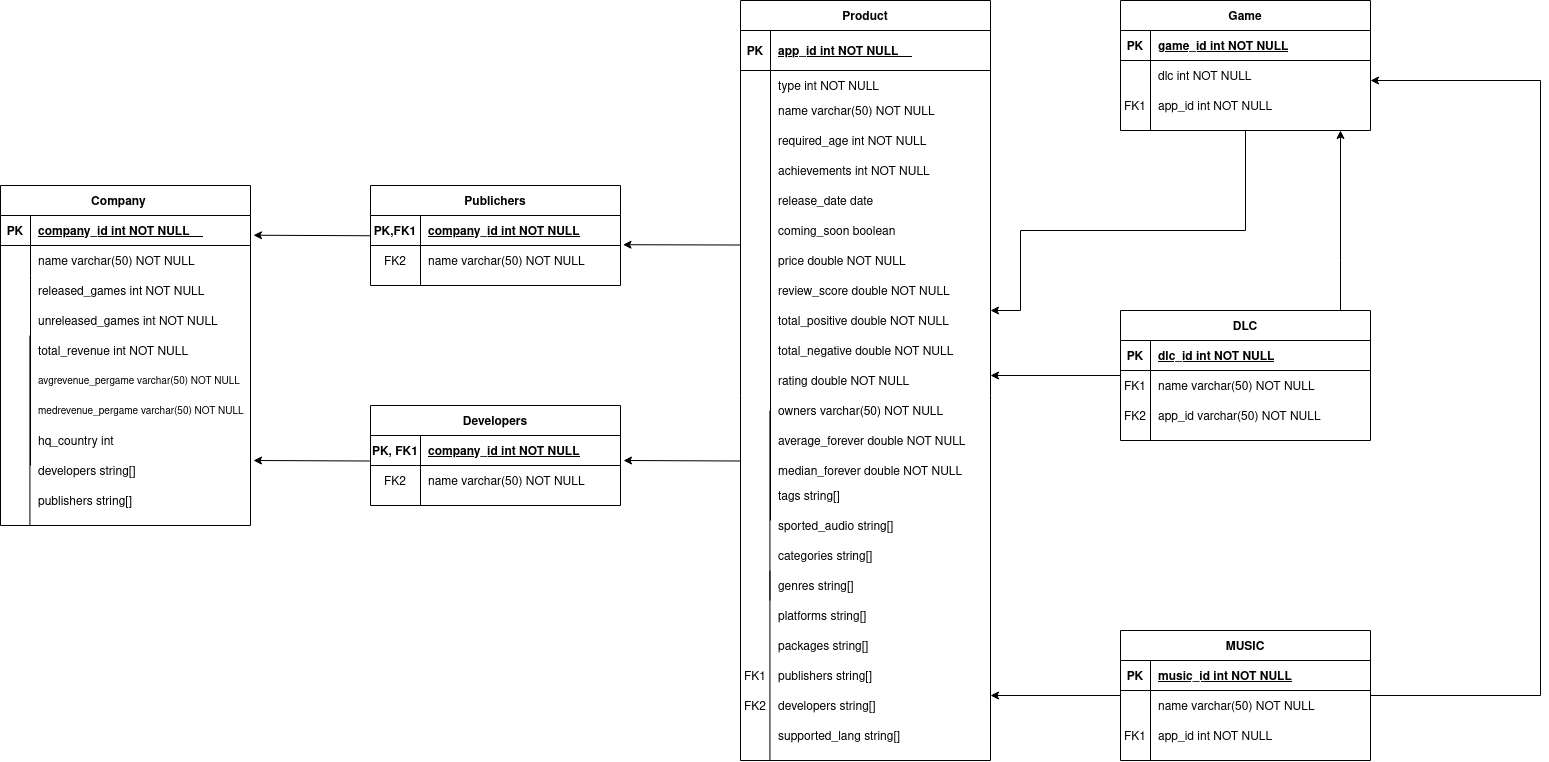 Company
PK company_id int NOT NULL
name varchar(50) NOT NULL
released_games int NOT NULL
unreleased_games int NOT NULL
total_revenue int NOT NULL
avgrevenue_pergame varchar(50) NOT NULL
medrevenue_pergame varchar(50) NOT NULL
hq_country int
developers string[]
publishers string[]
Publichers
PK,FK1 company_id int NOT NULL
FK2 name varchar(50) NOT NULL
Developers
PK, FK1 company_id int NOT NULL
FK2 name varchar(50) NOT NULL
Product
PK app_id int NOT NULL
type int NOT NULL
name varchar(50) NOT NULL
required_age int NOT NULL
achievements int NOT NULL
release_date date
coming_soon boolean
price double NOT NULL
review_score double NOT NULL
total_positive double NOT NULL
total_negative double NOT NULL
rating double NOT NULL
owners varchar(50) NOT NULL
average_forever double NOT NULL
median_forever double NOT NULL
tags string[]
sported_audio string[]
categories string[]
genres string[]
platforms string[]
packages string[]
FK1 publishers string[]
FK2 developers string[]
supported_lang string[]
Game
PK game_id int NOT NULL
dlc int NOT NULL
FK1 app_id int NOT NULL
DLC
PK dlc_id int NOT NULL
FK1 name varchar(50) NOT NULL
FK2 app_id varchar(50) NOT NULL
MUSIC
PK music_id int NOT NULL
name varchar(50) NOT NULL
FK1 app_id int NOT NULL